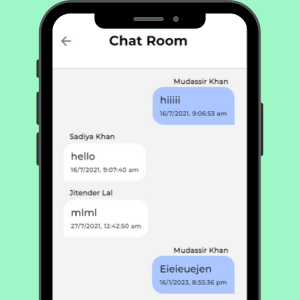 Chat Room
Mudassir Khan
hiiiii
16/7/2021, 9:06:53 am
Sadiya Khan
hello
16/7/2021, 9:07:40 am
Jitender Lal
mlml
27/7/2021, 12:42:50 am
Mudassir Khan
Eieieuejen
16/1/2023, 8:55:36 pm